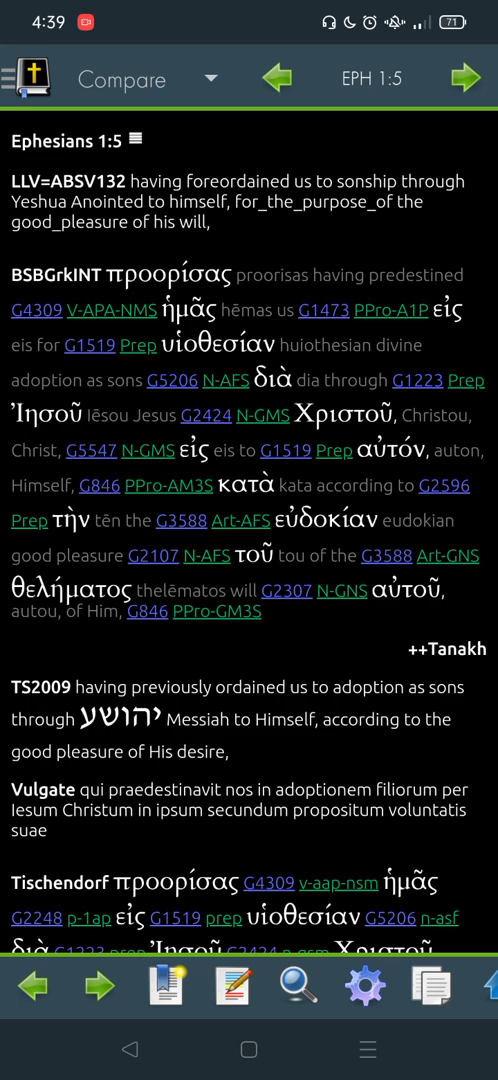 4:39 71
Compare EPH 1:5
Ephesians 1:5
LLV=ABSV132 having foreordained us to sonship through
Yeshua Anointed to himself, for_the_purpose_of the
good_pleasure of his will,
BSBGrkINT προορίσας proorisas having predestined
G4309 V-APA-NMS ἡμᾶς hēmas us G1473 PPro-A1P εἰς
eis for G1519 Prep υἱοθεσίαν huiothesian divine
adoption as sons G5206 N-AFS διὰ dia through G1223 Prep
Ἰησοῦ Iēsou Jesus G2424 N-GMS Χριστοῦ, Christou,
Christ, G5547 N-GMS εἰς eis to G1519 Prep αὐτόν, auton,
Himself, G846 PPro-AM3S κατὰ kata according to G2596
Prep τὴν tēn the G3588 Art-AFS εὐδοκίαν eudokian
good pleasure G2107 N-AFS τοῦ tou of the G3588 Art-GNS
θελήματος thelēmatos will G2307 N-GNS αὐτοῦ,
autou, of Him, G846 PPro-GM3S
++Tanakh
TS2009 having previously ordained us to adoption as sons
through יהושע Messiah to Himself, according to the
good pleasure of His desire,
Vulgate qui praedestinavit nos in adoptionem filiorum per
Iesum Christum in ipsum secundum propositum voluntatis
suae
Tischendorf προορίσας G4309 v-aap-nsm ἡμᾶς
G2248 p-1ap εἰς G1519 prep υἱοθεσίαν G5206 n-asf
διὰ G1223 prep Ἰησοῦ G2424 n-gsm Χριστοῦ